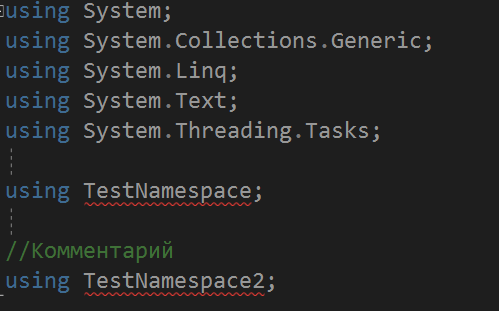 using System;
using System.Collections.Generic;
using System.Linq;
using System.Text;
using System.Threading.Tasks;
using TestNamespace;
//Комментарий
using TestNamespace2;